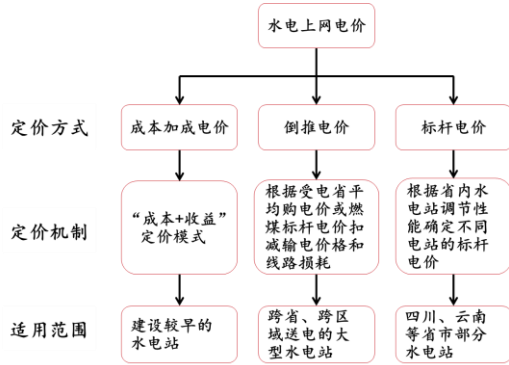 水电上网电价
定价方式
成本加成电价
倒推电价
标杆电价
定价机制
“成本+收益”
定价模式
根据受电省平
均购电价或燃
煤标杆电价扣
减输电价格和
线路损耗
根据省内水
电站调节性
能确定不同
电站的标杆
电价
适用范围
建设较早的
水电站
跨省、跨区
域送电的大
型水电站
四川、云南
等省市部分
水电站